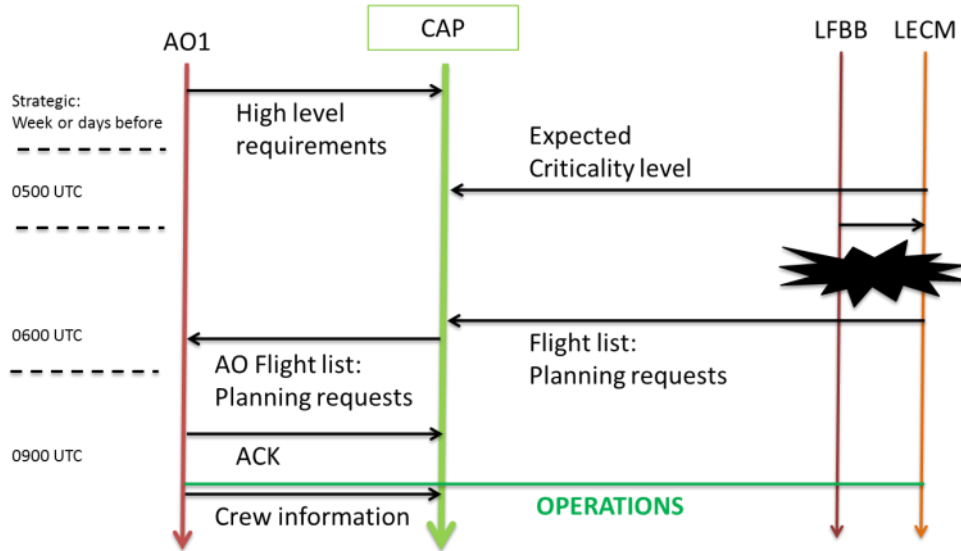 AO1
CAP
LFBB
LECM
Strategic:
Week or days before
High level
requirements
Expected
Criticality level
0500 UTC
0600 UTC
AO Flight list:
Planning requests
Flight list:
Planning requests
0900 UTC
ACK
OPERATIONS
Crew information